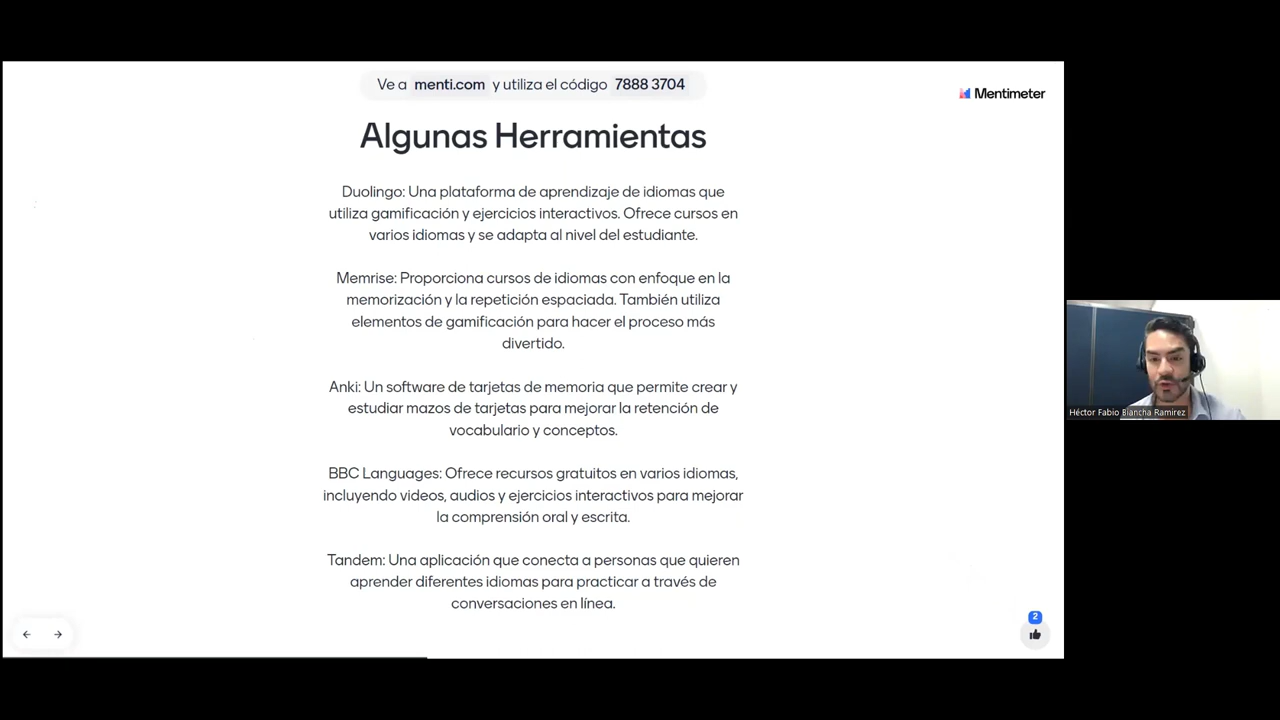 Ve a menti.com y utiliza el código 7888 3704
Mentimeter
Algunas Herramientas
Duolingo: Una plataforma de aprendizaje de idiomas que
utiliza gamificación y ejercicios interactivos. Ofrece cursos en
varios idiomas y se adapta al nivel del estudiante.
Memrise: Proporciona cursos de idiomas con enfoque en la
memorización y la repetición espaciada. También utiliza
elementos de gamificación para hacer el proceso más
divertido.
Anki: Un software de tarjetas de memoria que permite crear y
estudiar mazos de tarjetas para mejorar la retención de
vocabulario y conceptos.
BBC Languages: Ofrece recursos gratuitos en varios idiomas,
incluyendo videos, audios y ejercicios interactivos para mejorar
la comprensión oral y escrita.
Tandem: Una aplicación que conecta a personas que quieren
aprender diferentes idiomas para practicar a través de
conversaciones en línea.
2
Héctor Fabio Biancha Ramirez